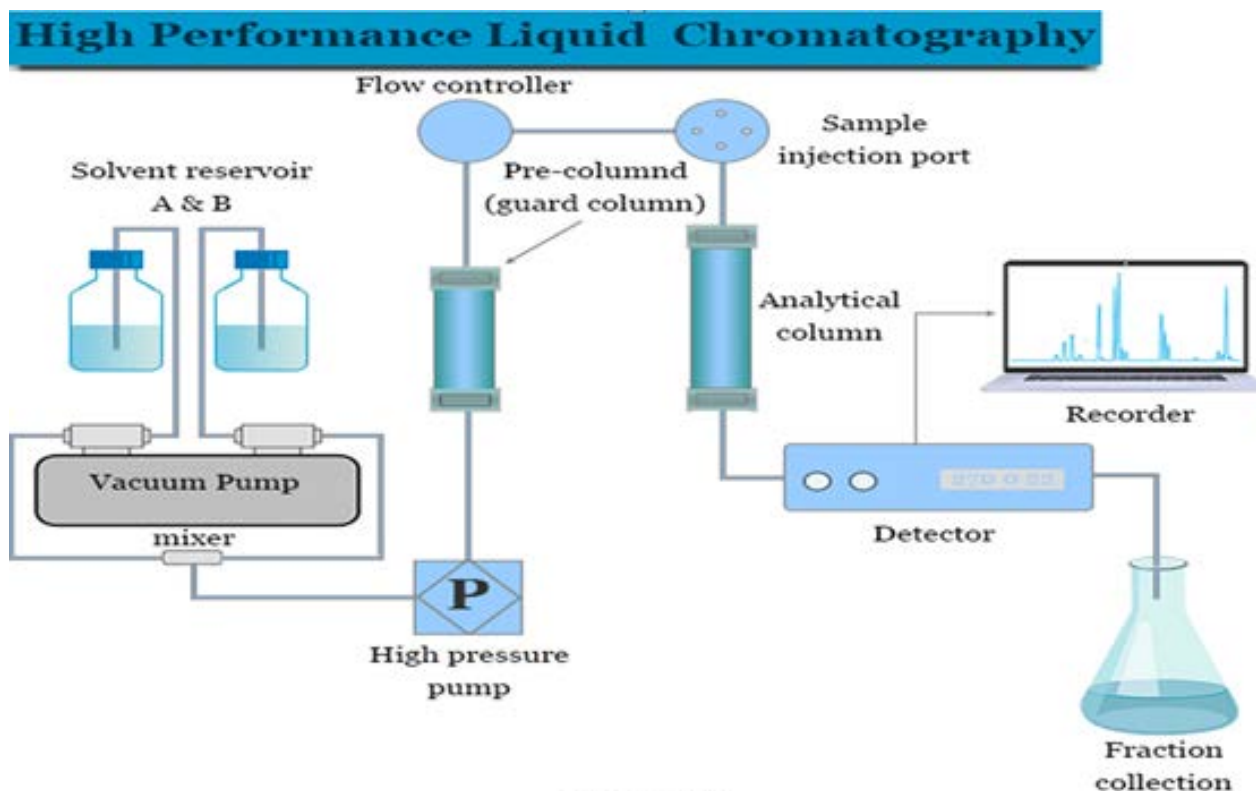 High Performance Liquid Chromatography
Flow controller
Sample
injection port
Pre-columnd
(guard column)
Solvent reservoir
A & B
Analytical
column
Recorder
Vacuum Pump
mixer
Detector
P
High pressure
pump
Fraction
collection